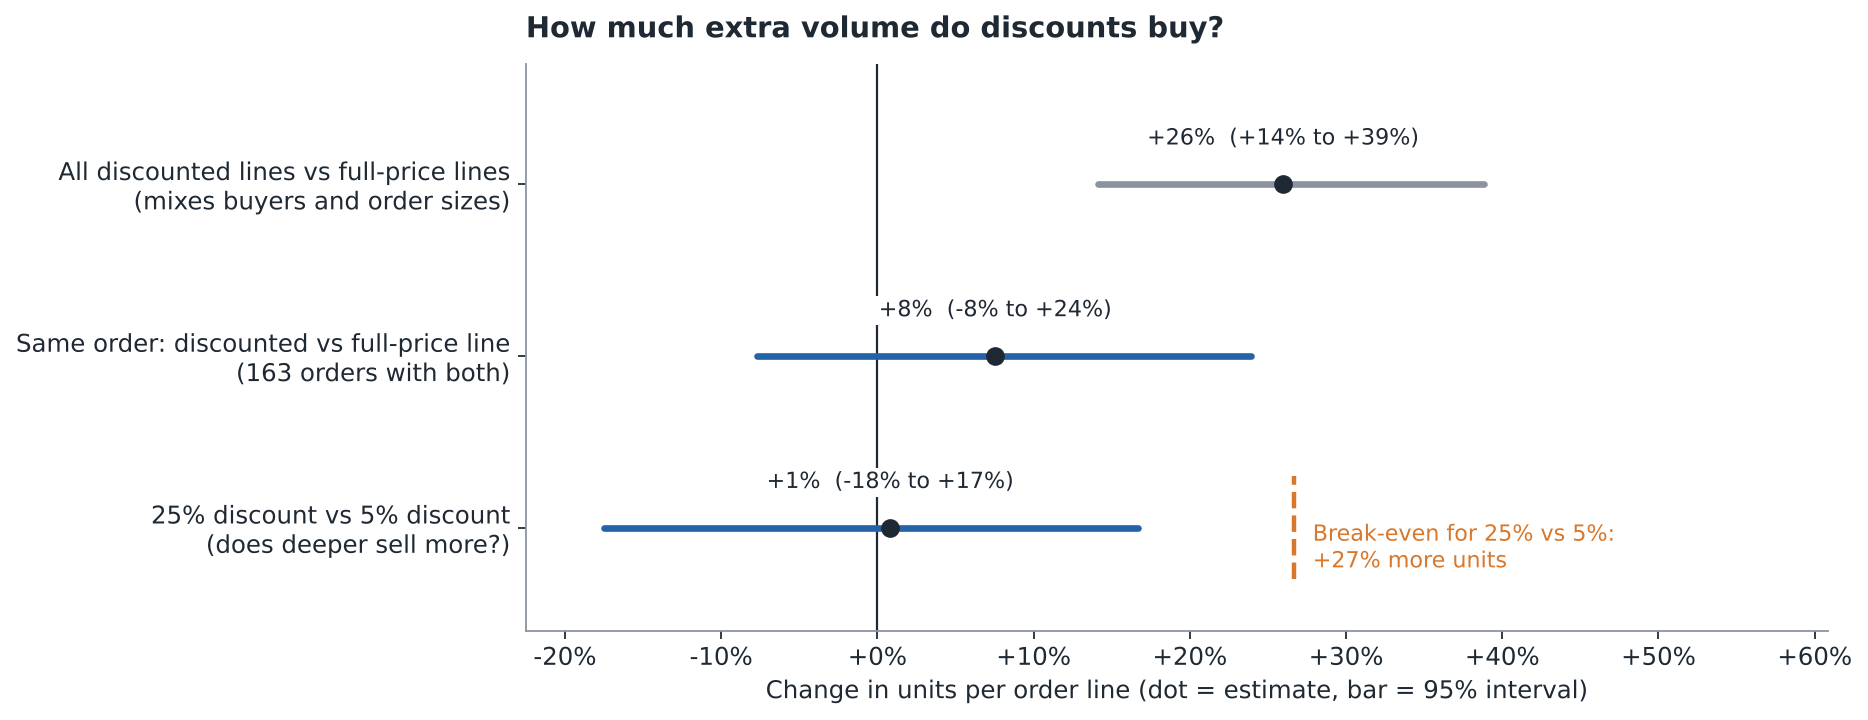 How much extra volume do discounts buy?
+26%  (+14% to +39%)
All discounted lines vs full-price lines
(mixes buyers and order sizes)
+8%  (-8% to +24%)
Same order: discounted vs full-price line
(163 orders with both)
+1%  (-18% to +17%)
25% discount vs 5% discount
(does deeper sell more?)
Break-even for 25% vs 5%:
+27% more units
-20% -10% +0% +10% +20% +30% +40% +50% +60%
Change in units per order line (dot = estimate, bar = 95% interval)